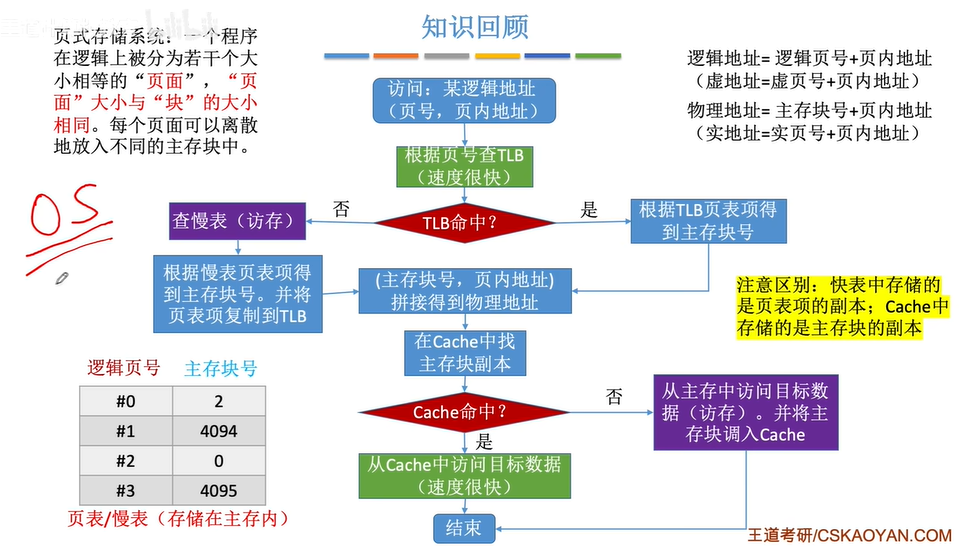 知识回顾
页式存储系统：一个程序
在逻辑上被分为若干个大
小相等的“页面”，“页
面”大小与“块”的大小
相同。每个页面可以离散
地放入不同的主存块中。
OS
访问：某逻辑地址
（页号，页内地址）
逻辑地址= 逻辑页号+页内地址
（虚地址=虚页号+页内地址）
物理地址= 主存块号+页内地址
（实地址=实页号+页内地址）
根据页号查TLB
（速度很快）
TLB命中？
否
是
查慢表（访存）
根据TLB页表项得
到主存块号
根据慢表页表项得
到主存块号。并将
页表项复制到TLB
(主存块号，页内地址)
拼接得到物理地址
注意区别：快表中存储的
是页表项的副本；Cache中
存储的是主存块的副本
在Cache中找
主存块副本
Cache命中？
否
是
从主存中访问目标数
据（访存）。并将主
存块调入Cache
从Cache中访问目标数据
（速度很快）
结束
逻辑页号 主存块号
#0 2
#1 4094
#2 0
#3 4095
页表/慢表（存储在主存内）
王道考研/CSKAOYAN.COM